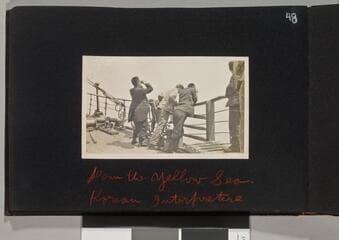 48
from the Yellow Sea.
Korean Interpreters